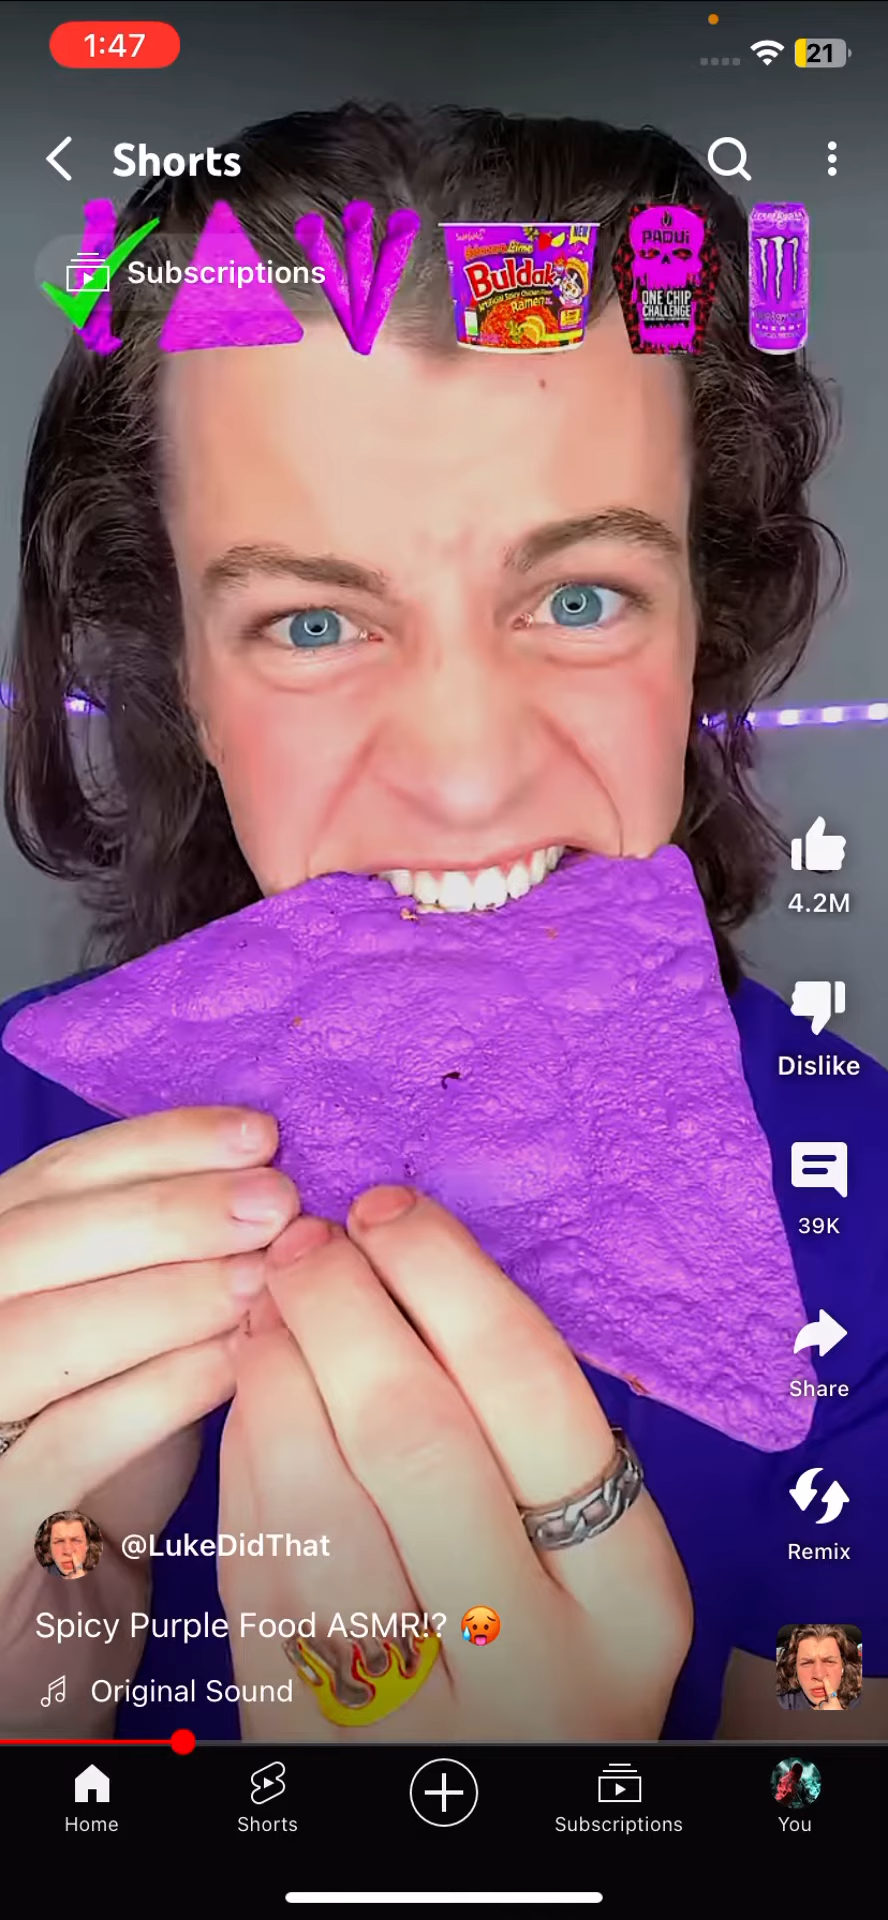 1:47
21
Shorts
Subscriptions
NEW
Buldak
Ramen
PAQUI
ONE CHIP
CHALLENGE
ENERGY
4.2M
Dislike
39K
Share
Remix
@LukeDidThat
Spicy Purple Food ASMR!? 🥵
Original Sound
Home
Shorts
Subscriptions
You